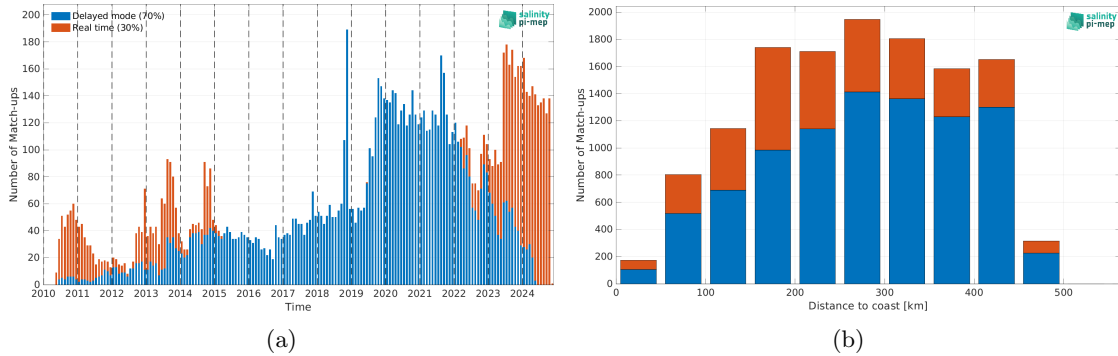 Delayed mode (70%)
Real time (30%)
salinity
pi-mep
Number of Match-ups
200
180
160
140
120
100
80
60
40
20
0
2010 2011 2012 2013 2014 2015 2016 2017 2018 2019 2020 2021 2022 2023 2024
Time
(a)
salinity
pi-mep
Number of Match-ups
2000
1800
1600
1400
1200
1000
800
600
400
200
0
0 100 200 300 400 500
Distance to coast [km]
(b)